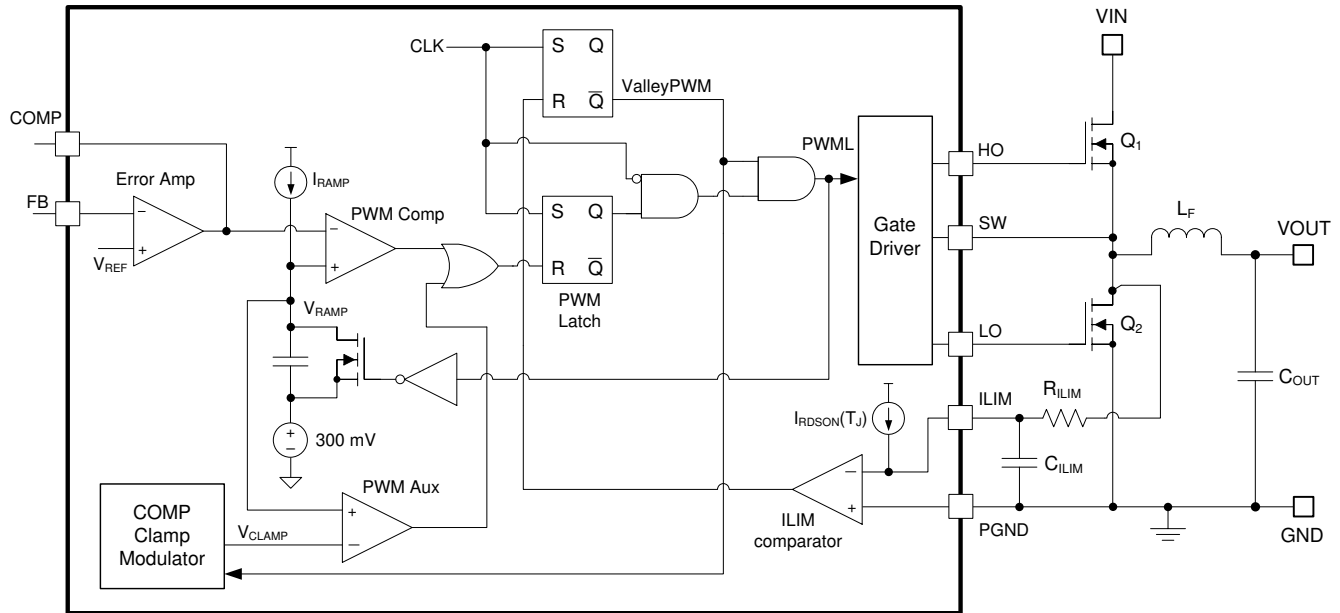 VIN
CLK
S Q
R Q̅
ValleyPWM
COMP
PWML
HO
Q1
Error Amp
IRAMP
FB
PWM Comp
S Q
R Q̅
PWM
Latch
Gate
Driver
SW
LF
VOUT
VREF
− +
− +
VRAMP
LO
Q2
COUT
ILIM
RILIM
IRDSON(TJ)
+ −
300 mV
CILIM
PWM Aux
+ −
− +
COMP
Clamp
Modulator
VCLAMP
ILIM
comparator
PGND
GND